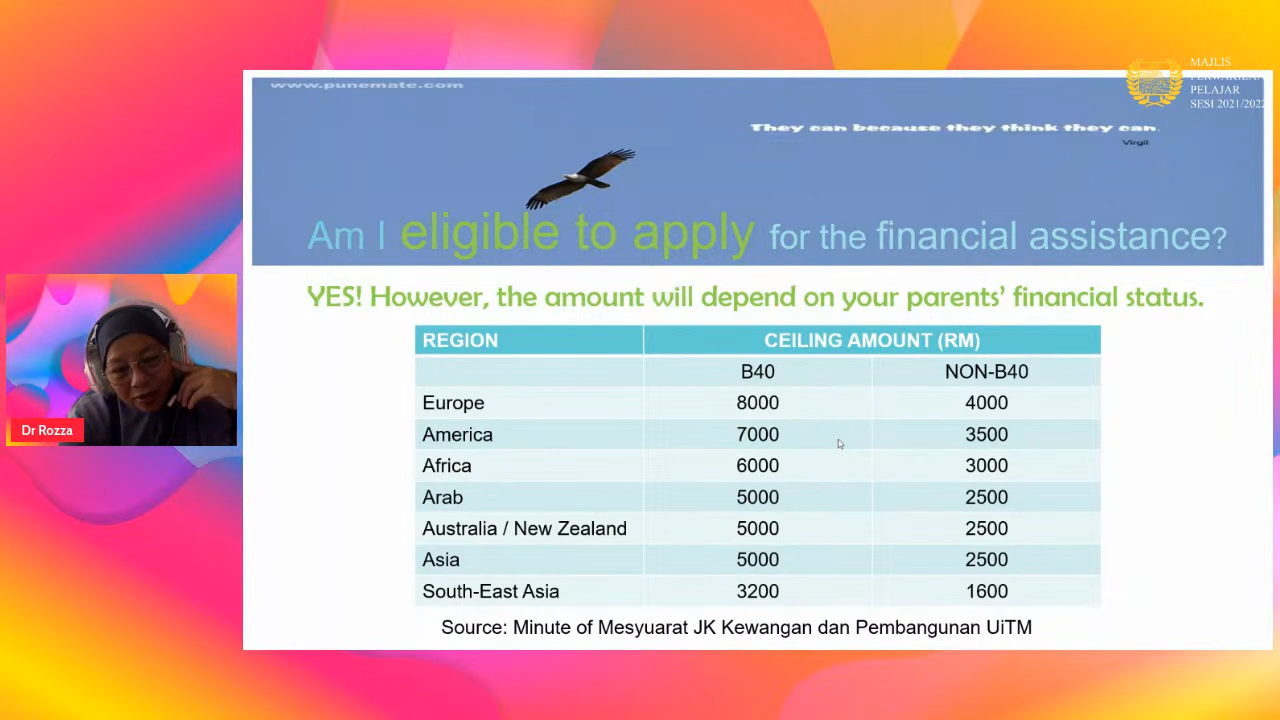 www.punemate.com
MAJLIS
PERWAKILAN
PELAJAR
SESI 2021/2022
They can because they think they can.
Virgil
Am I eligible to apply for the financial assistance?
YES! However, the amount will depend on your parents’ financial status.
REGION CEILING AMOUNT (RM)
B40 NON-B40
Europe 8000 4000
America 7000 3500
Africa 6000 3000
Arab 5000 2500
Australia / New Zealand 5000 2500
Asia 5000 2500
South-East Asia 3200 1600
Source: Minute of Mesyuarat JK Kewangan dan Pembangunan UiTM
Dr Rozza